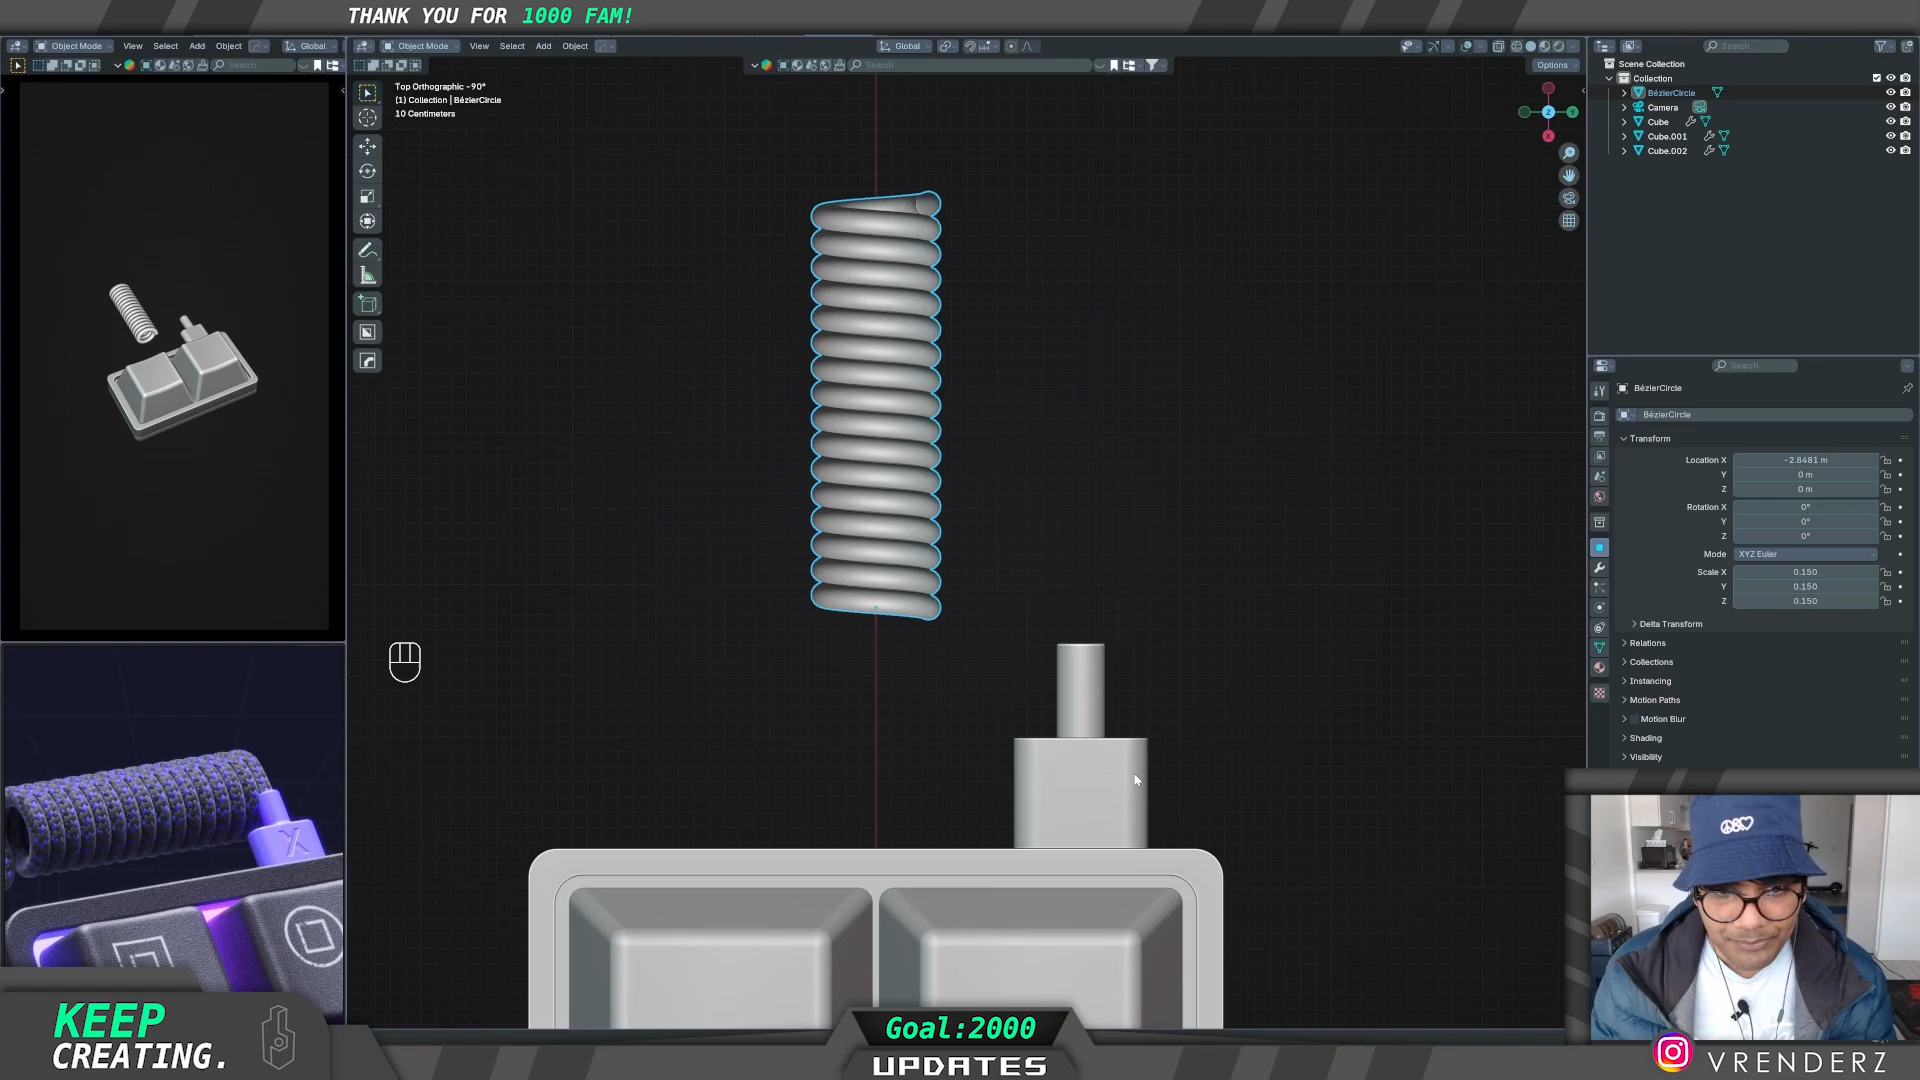 THANK YOU FOR 1000 FAM!
Object Mode View Select Add Object Global
Search
Object Mode View Select Add Object Global
Search
Options
Top Orthographic -90°
(1) Collection | BézierCircle
10 Centimeters
Z
Y
X
Search
Scene Collection
Collection
BézierCircle
Camera
Cube
Cube.001
Cube.002
Search
BézierCircle
BézierCircle
Transform
Location X -2.8481 m
Y 0 m
Z 0 m
Rotation X 0°
Y 0°
Z 0°
Mode XYZ Euler
Scale X 0.150
Y 0.150
Z 0.150
Delta Transform
Relations
Collections
Instancing
Motion Paths
Motion Blur
Shading
Visibility
X
KEEP
CREATING.
Goal:2000
UPDATES
VRENDERZ